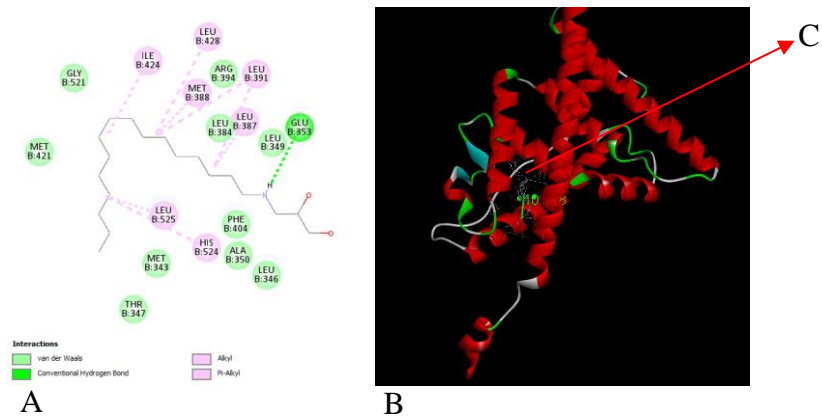 LEU
B:428
ILE
B:424
GLY
B:521
ARG
B:394
LEU
B:391
MET
B:388
LEU
B:384
LEU
B:387
GLU
B:353
LEU
B:349
MET
B:421
H
N
O
O
LEU
B:525
PHE
B:404
HIS
B:524
ALA
B:350
LEU
B:346
MET
B:343
THR
B:347
Interactions
van der Waals
Conventional Hydrogen Bond
Alkyl
Pi-Alkyl
A
B
C